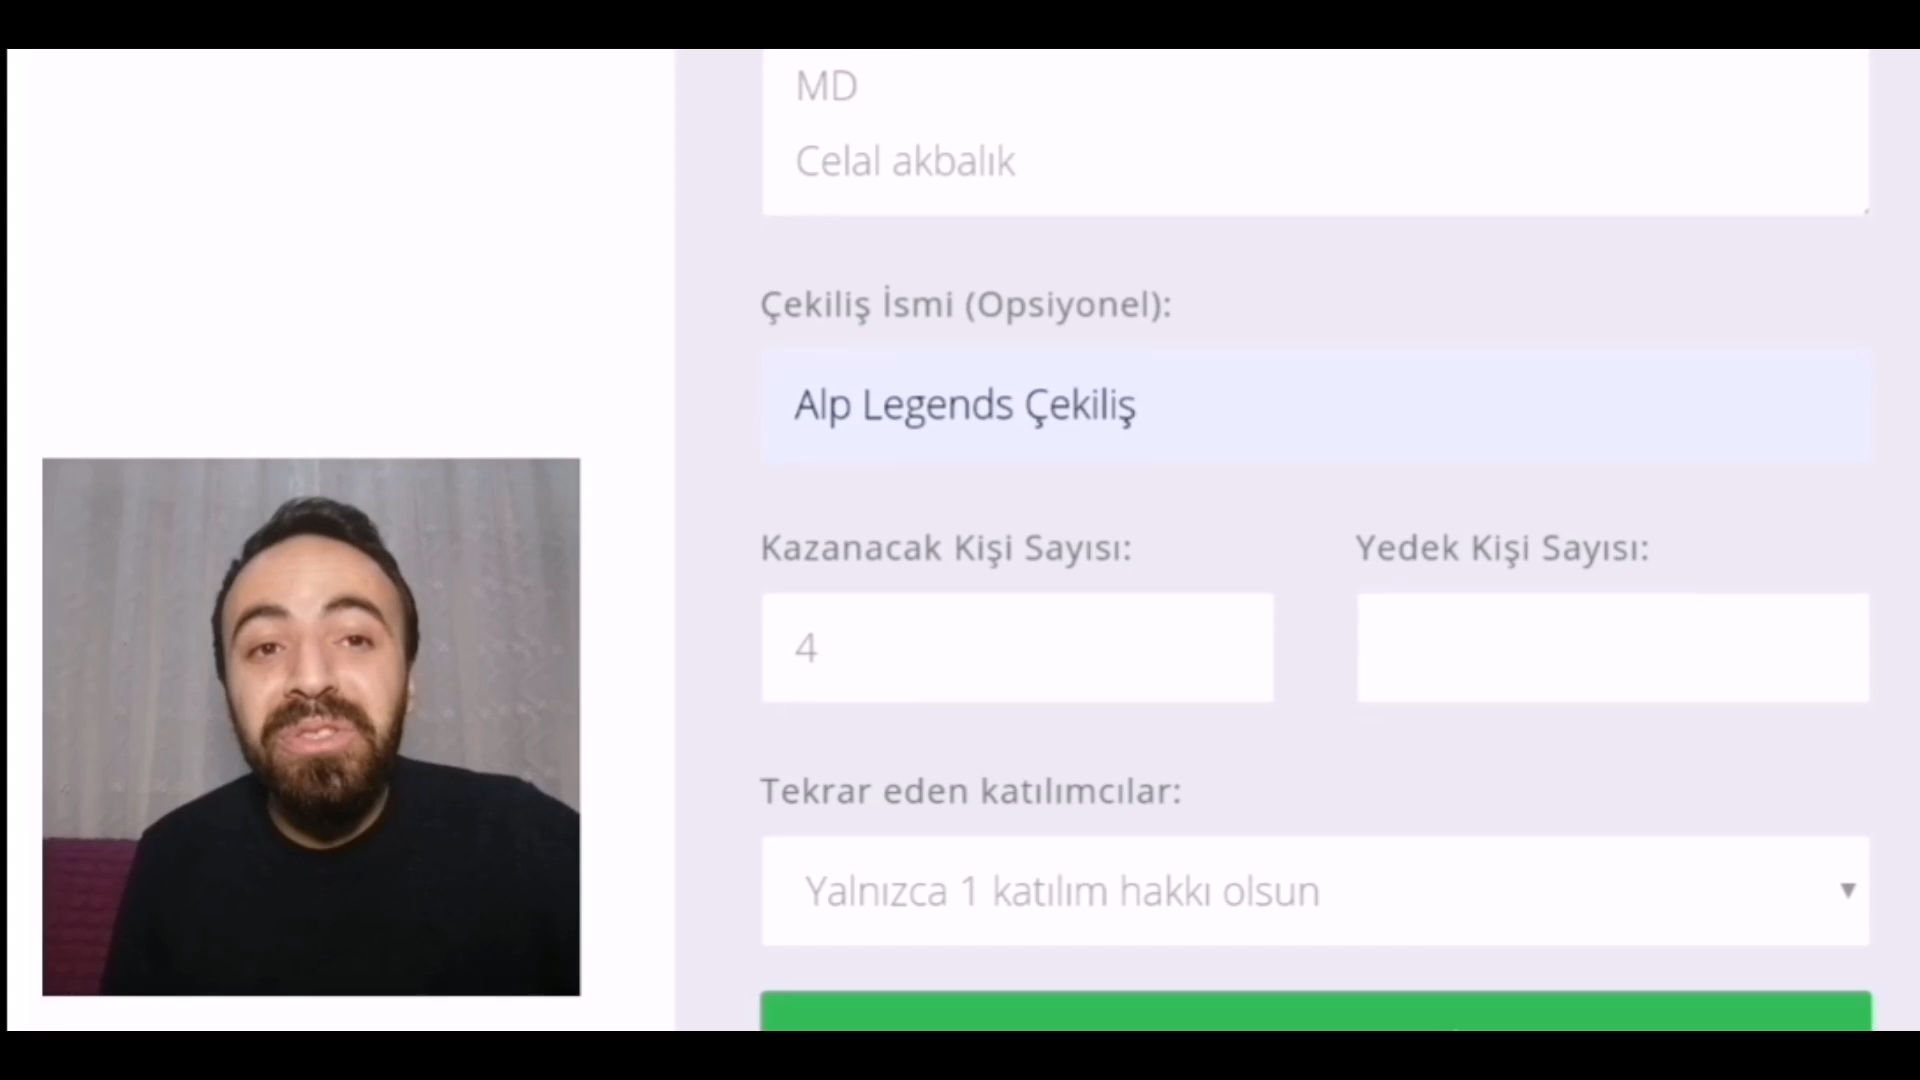 MD
Celal akbalık
Çekiliş İsmi (Opsiyonel):
Alp Legends Çekiliş
Kazanacak Kişi Sayısı:
Yedek Kişi Sayısı:
4
Tekrar eden katılımcılar:
Yalnızca 1 katılım hakkı olsun